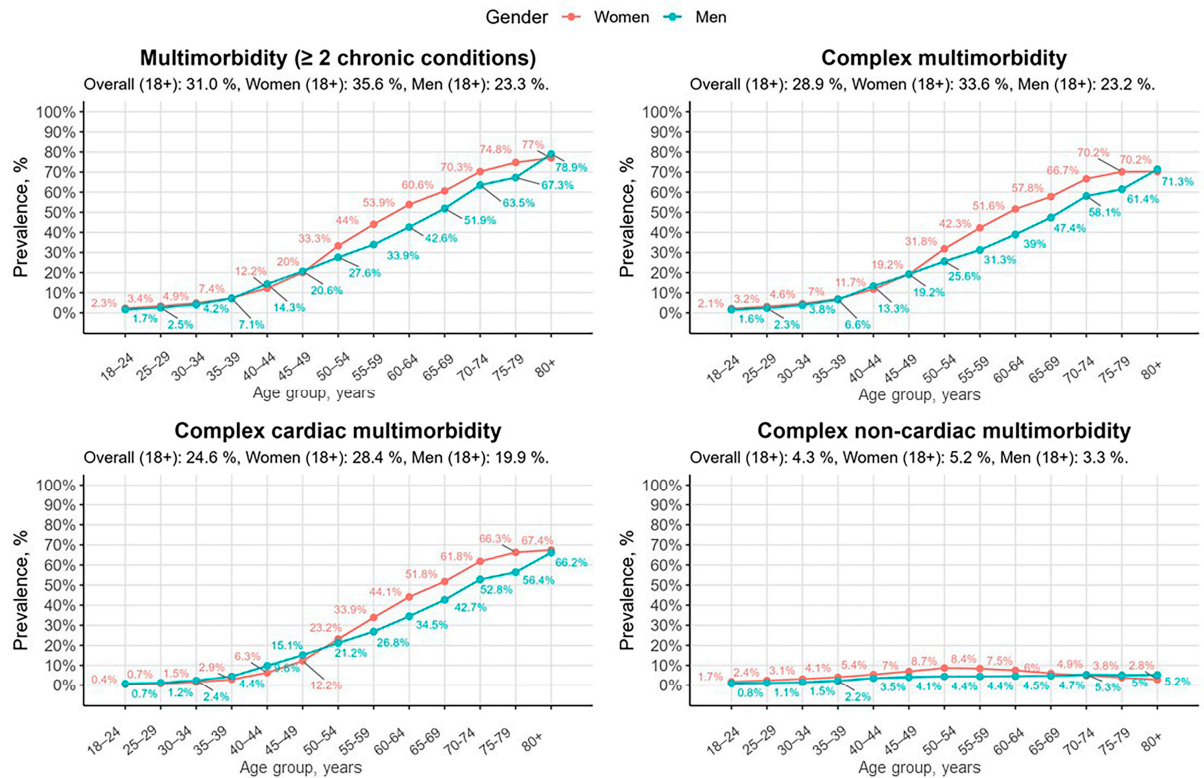 Gender Women Men
Multimorbidity (≥ 2 chronic conditions)
Overall (18+): 31.0 %, Women (18+): 35.6 %, Men (18+): 23.3 %.
Prevalence, %
100%
90%
80%
70%
60%
50%
40%
30%
20%
10%
0%
2.3% 3.4% 4.9% 7.4% 12.2% 20% 33.3% 44% 53.9% 60.6% 70.3% 74.8% 77%
1.7% 2.5% 4.2% 7.1% 14.3% 20.6% 27.6% 33.9% 42.6% 51.9% 63.5% 67.3% 78.9%
18–24 25–29 30–34 35–39 40–44 45–49 50–54 55-59 60-64 65-69 70-74 75-79 80+
Age group, years
Complex multimorbidity
Overall (18+): 28.9 %, Women (18+): 33.6 %, Men (18+): 23.2 %.
Prevalence, %
100%
90%
80%
70%
60%
50%
40%
30%
20%
10%
0%
2.1% 3.2% 4.6% 7% 11.7% 19.2% 31.8% 42.3% 51.6% 57.8% 66.7% 70.2% 70.2%
1.6% 2.3% 3.8% 6.6% 13.3% 19.2% 25.6% 31.3% 39% 47.4% 58.1% 61.4% 71.3%
18–24 25–29 30–34 35–39 40–44 45–49 50–54 55-59 60-64 65-69 70-74 75-79 80+
Age group, years
Complex cardiac multimorbidity
Overall (18+): 24.6 %, Women (18+): 28.4 %, Men (18+): 19.9 %.
Prevalence, %
100%
90%
80%
70%
60%
50%
40%
30%
20%
10%
0%
0.4% 0.7% 1.5% 2.9% 6.3% 12.2% 23.2% 33.9% 44.1% 51.8% 61.8% 66.3% 67.4%
0.7% 1.2% 2.4% 4.4% 15.1% 21.2% 26.8% 34.5% 42.7% 52.8% 56.4% 66.2%
18–24 25–29 30–34 35–39 40–44 45–49 50–54 55-59 60-64 65-69 70-74 75-79 80+
Age group, years
Complex non-cardiac multimorbidity
Overall (18+): 4.3 %, Women (18+): 5.2 %, Men (18+): 3.3 %.
Prevalence, %
100%
90%
80%
70%
60%
50%
40%
30%
20%
10%
0%
1.7% 2.4% 3.1% 4.1% 5.4% 7% 8.7% 8.4% 7.5% 6% 4.9% 3.8% 2.8%
0.8% 1.1% 1.5% 2.2% 3.5% 4.1% 4.4% 4.4% 4.5% 4.7% 5.3% 5% 5.2%
18–24 25–29 30–34 35–39 40–44 45–49 50–54 55-59 60-64 65-69 70-74 75-79 80+
Age group, years